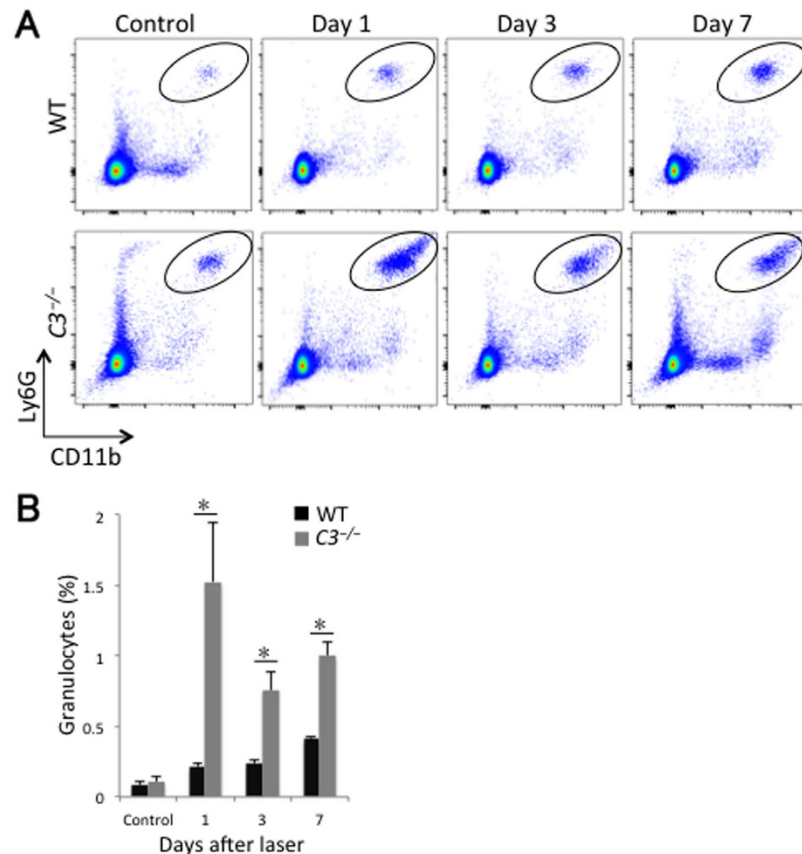 A
Control Day 1 Day 3 Day 7
WT
C3−/−
Ly6G
CD11b
B
Granulocytes (%)
2
1.5
1
0.5
0
* * *
WT
C3−/−
Control 1 3 7
Days after laser